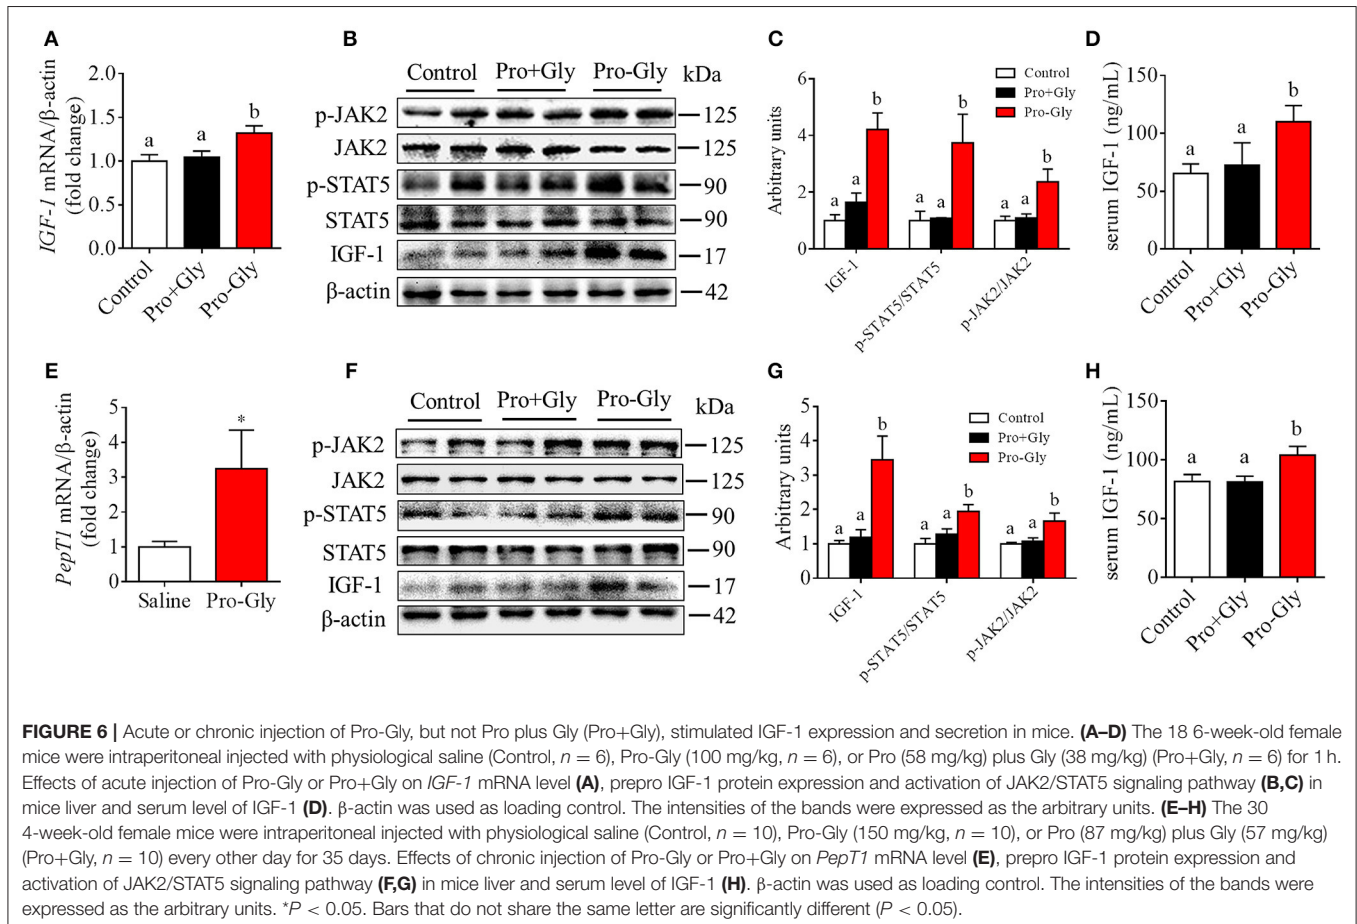 A
IGF-1 mRNA/β-actin
(fold change)
2.0
1.5
1.0
0.5
0.0
a
a
b
Control
Pro+Gly
Pro-Gly
B
Control Pro+Gly Pro-Gly kDa
p-JAK2 125
JAK2 125
p-STAT5 90
STAT5 90
IGF-1 17
β-actin 42
C
Arbitrary units
8
6
4
2
0
Control
Pro+Gly
Pro-Gly
a a b
a a b
a a b
IGF-1
p-STAT5/STAT5
p-JAK2/JAK2
D
serum IGF-1 (ng/mL)
150
100
50
0
a
a
b
Control
Pro+Gly
Pro-Gly
E
PepT1 mRNA/β-actin
(fold change)
5
4
3
2
1
0
*
Saline Pro-Gly
F
Control Pro+Gly Pro-Gly kDa
p-JAK2 125
JAK2 125
p-STAT5 90
STAT5 90
IGF-1 17
β-actin 42
G
Arbitrary units
5
4
3
2
1
0
Control
Pro+Gly
Pro-Gly
a a b
a a b
a a b
IGF-1
p-STAT5/STAT5
p-JAK2/JAK2
H
serum IGF-1 (ng/mL)
150
100
50
0
a
a
b
Control
Pro+Gly
Pro-Gly
FIGURE 6 | Acute or chronic injection of Pro-Gly, but not Pro plus Gly (Pro+Gly), stimulated IGF-1 expression and secretion in mice. (A–D) The 18 6-week-old female
mice were intraperitoneal injected with physiological saline (Control, n = 6), Pro-Gly (100 mg/kg, n = 6), or Pro (58 mg/kg) plus Gly (38 mg/kg) (Pro+Gly, n = 6) for 1 h.
Effects of acute injection of Pro-Gly or Pro+Gly on IGF-1 mRNA level (A), prepro IGF-1 protein expression and activation of JAK2/STAT5 signaling pathway (B,C) in
mice liver and serum level of IGF-1 (D). β-actin was used as loading control. The intensities of the bands were expressed as the arbitrary units. (E–H) The 30
4-week-old female mice were intraperitoneal injected with physiological saline (Control, n = 10), Pro-Gly (150 mg/kg, n = 10), or Pro (87 mg/kg) plus Gly (57 mg/kg)
(Pro+Gly, n = 10) every other day for 35 days. Effects of chronic injection of Pro-Gly or Pro+Gly on PepT1 mRNA level (E), prepro IGF-1 protein expression and
activation of JAK2/STAT5 signaling pathway (F,G) in mice liver and serum level of IGF-1 (H). β-actin was used as loading control. The intensities of the bands were
expressed as the arbitrary units. *P < 0.05. Bars that do not share the same letter are significantly different (P < 0.05).